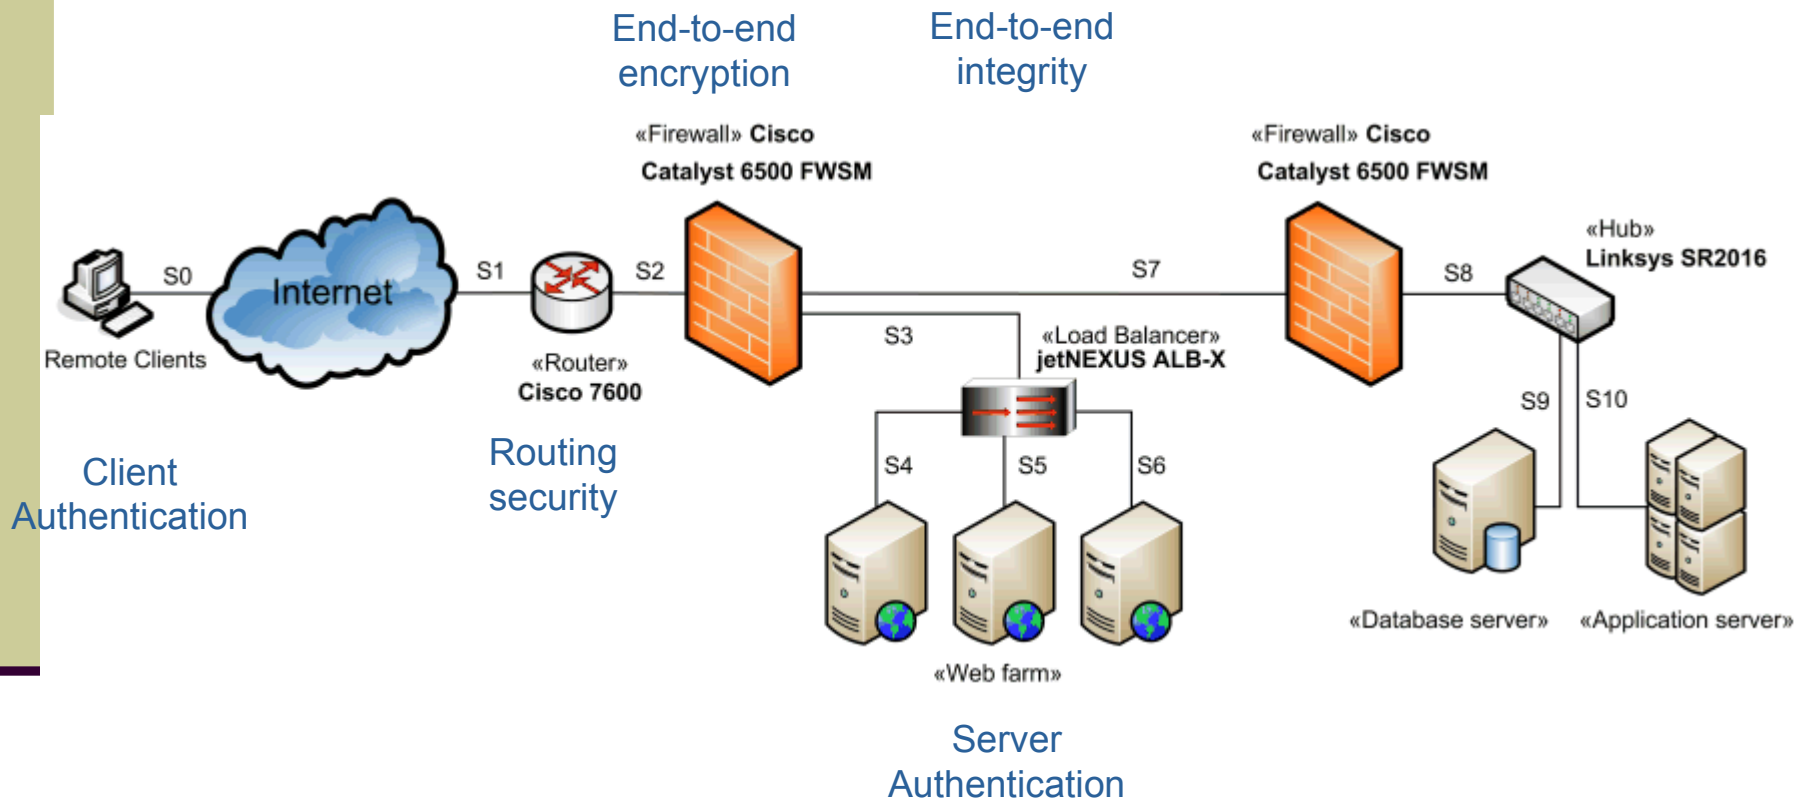 End-to-end
encryption
End-to-end
integrity
«Firewall» Cisco
Catalyst 6500 FWSM
«Firewall» Cisco
Catalyst 6500 FWSM
«Hub»
Linksys SR2016
S0
Internet
S1
S2
S7
S8
S3
Remote Clients
«Router»
Cisco 7600
«Load Balancer»
jetNEXUS ALB-X
S9
S10
Client
Authentication
Routing
security
S4
S5
S6
«Database server»
«Application server»
«Web farm»
Server
Authentication